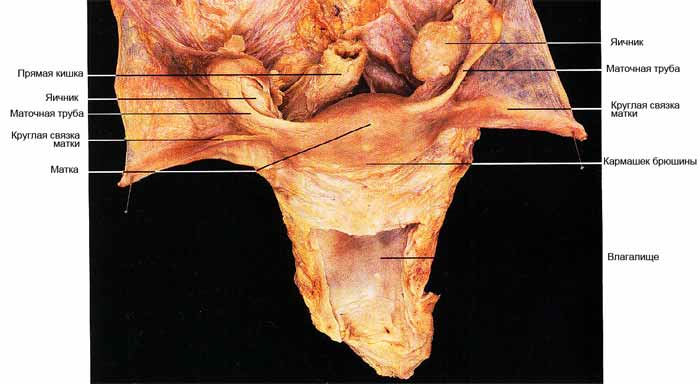 Прямая кишка
Яичник
Маточная труба
Круглая связка
матки
Матка
Яичник
Маточная труба
Круглая связка
матки
Кармашек брюшины
Влагалище